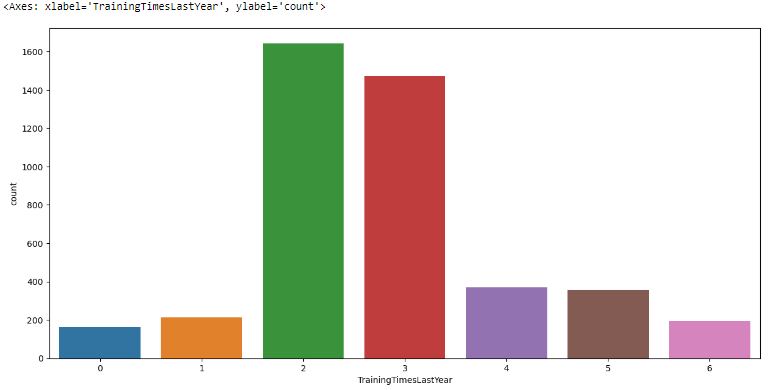 <Axes: xlabel='TrainingTimesLastYear', ylabel='count'>
1600
1400
1200
1000
800
600
400
200
0
count
0 1 2 3 4 5 6
TrainingTimesLastYear